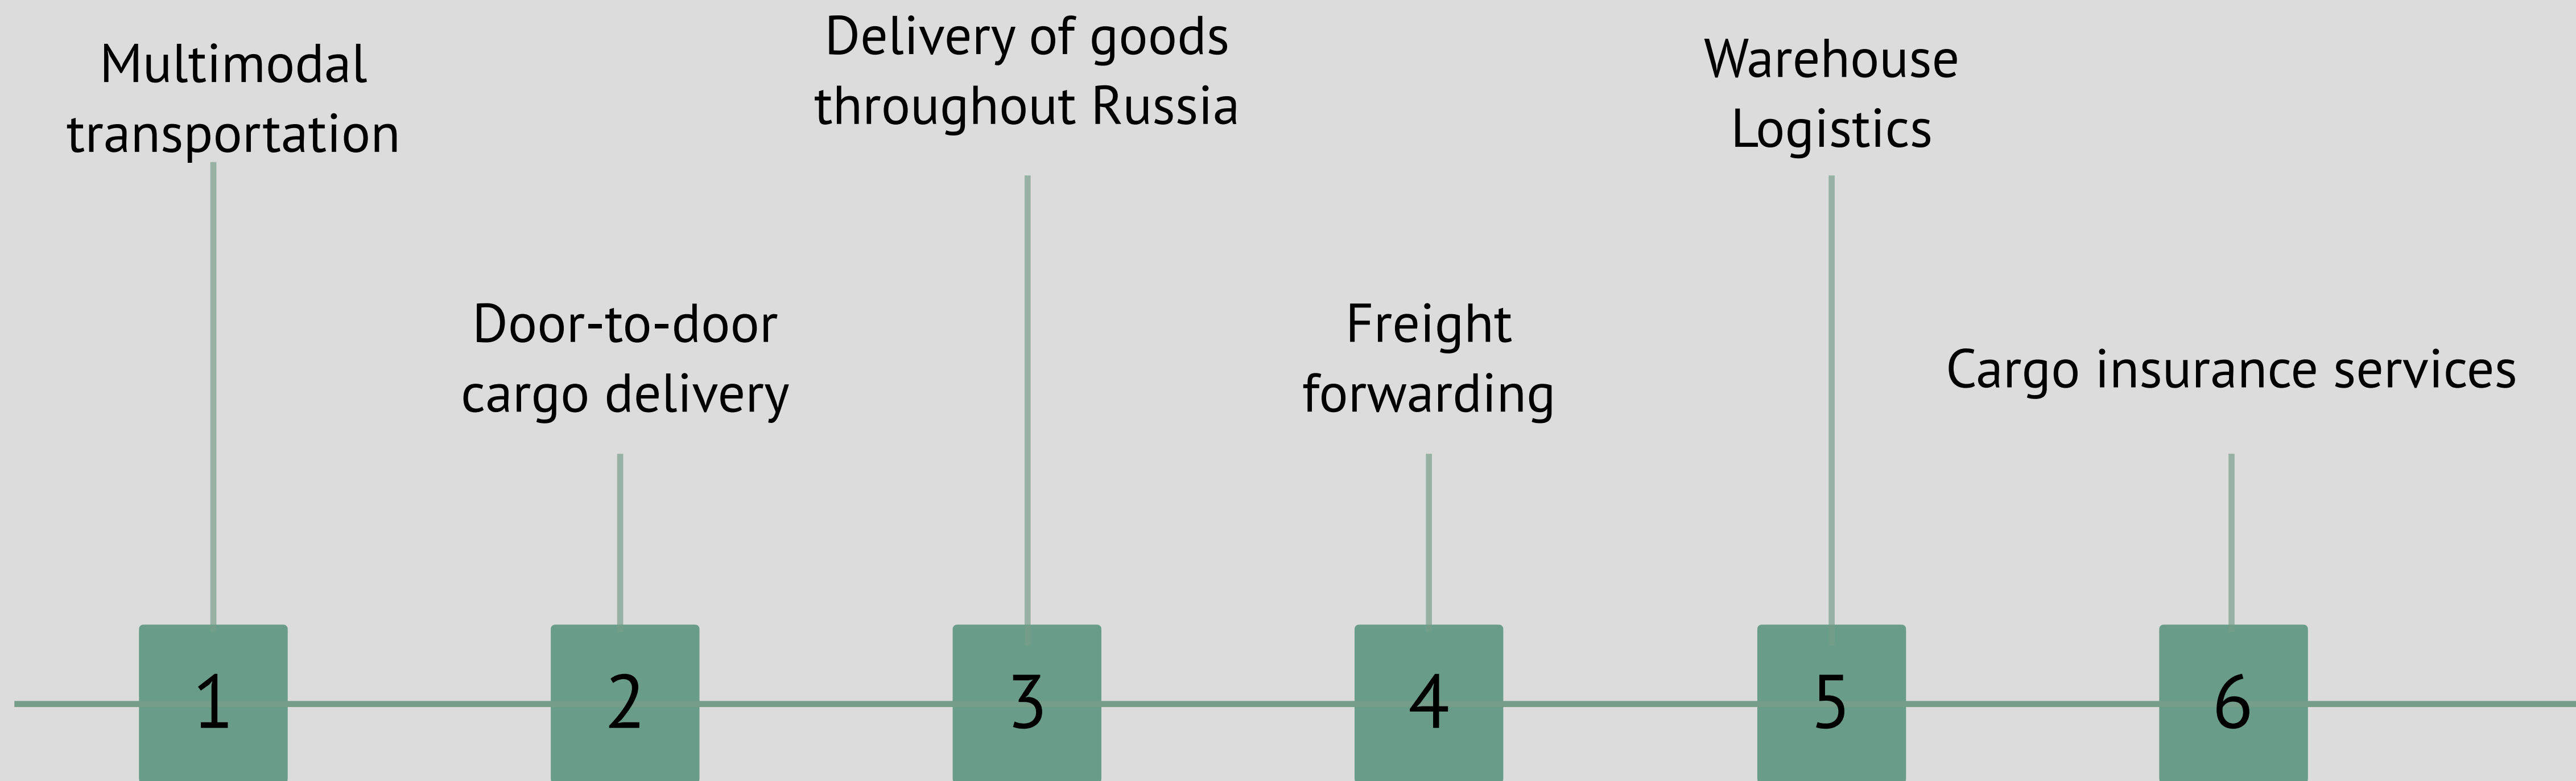 Multimodal
transportation
Door-to-door
cargo delivery
Delivery of goods
throughout Russia
Freight
forwarding
Warehouse
Logistics
Cargo insurance services
1
2
3
4
5
6